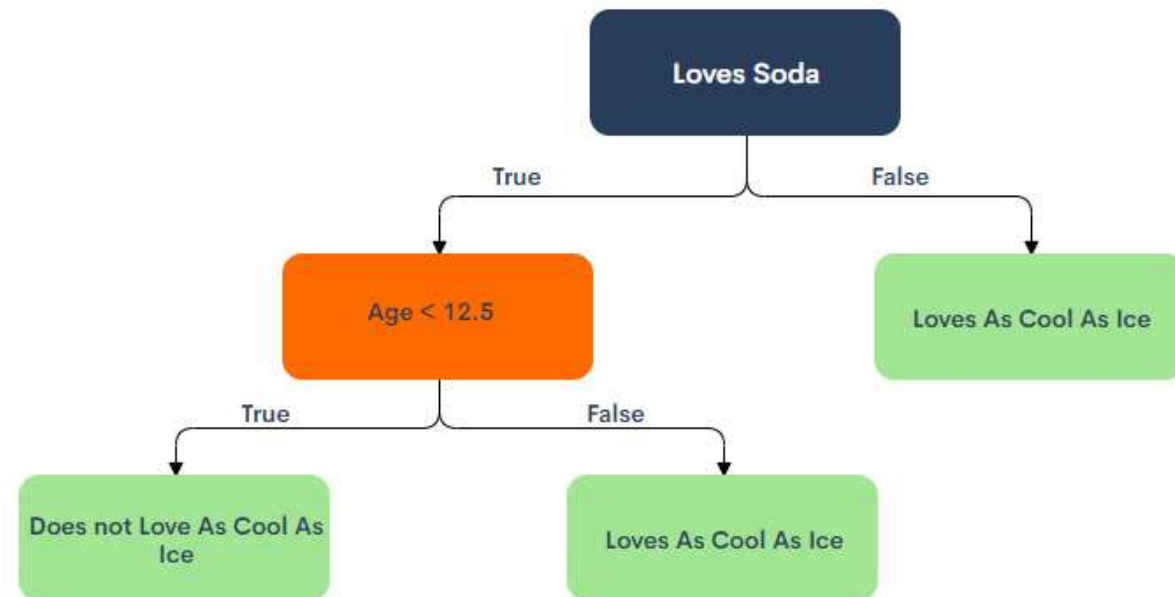 Loves Soda
True
False
Age < 12.5
Loves As Cool As Ice
True
False
Does not Love As Cool As
Ice
Loves As Cool As Ice